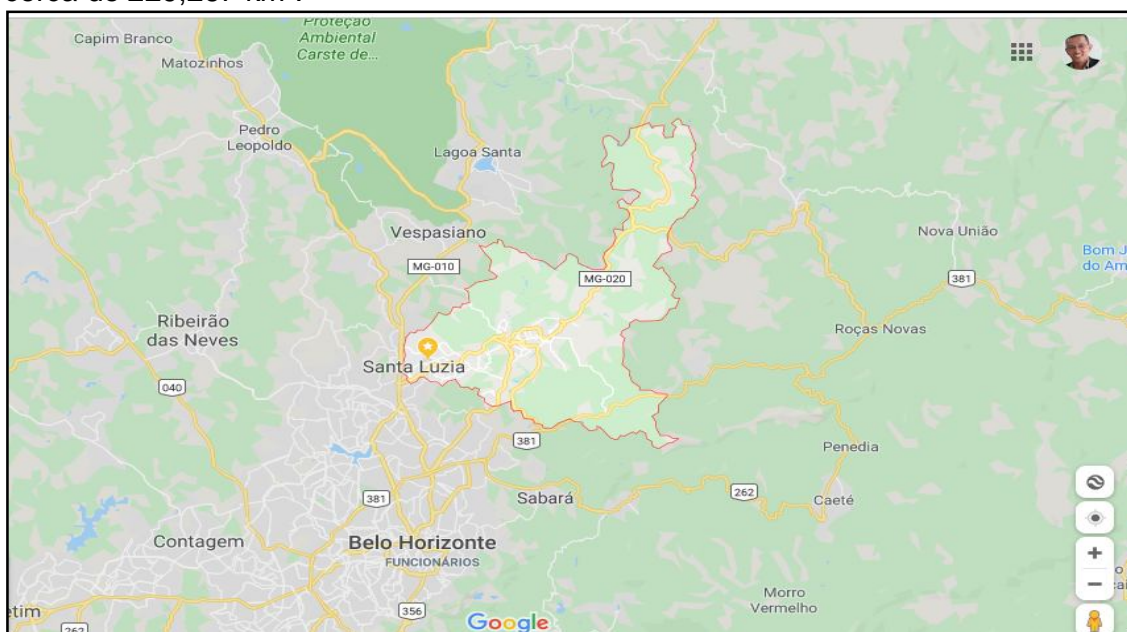 Proteção
Ambiental
Carste de...
Capim Branco
Matozinhos
Pedro
Leopoldo
Lagoa Santa
Vespasiano
Nova União
Bom J
do Am
MG-010
MG-020
381
Ribeirão
das Neves
Roças Novas
Santa Luzia
040
381
Penedia
262
Sabará
Caeté
381
Contagem
Belo Horizonte
FUNCIONÁRIOS
Morro
Vermelho
etim
356
Google
262